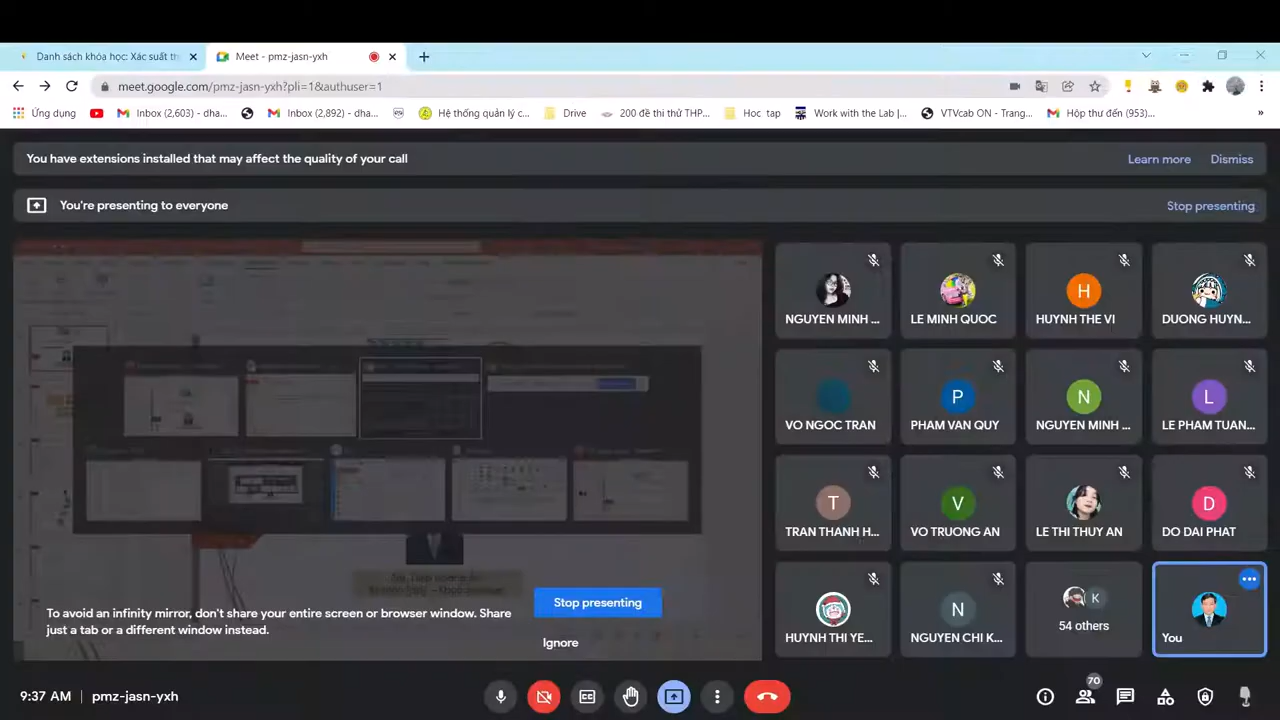 Danh sách khóa học: Xác suất th
Meet - pmz-jasn-yxh
meet.google.com/pmz-jasn-yxh?pli=1&authuser=1
Ứng dụng
Inbox (2,603) - dha...
Inbox (2,892) - dha...
Hệ thống quản lý c...
Drive
200 đề thi thử THP...
Học tập
Work with the Lab |...
VTVcab ON - Trang...
Hộp thư đến (953)...
»
You have extensions installed that may affect the quality of your call
Learn more
Dismiss
You're presenting to everyone
Stop presenting
NGUYEN MINH ...
LE MINH QUOC
H
HUYNH THE VI
DUONG HUYN...
VO NGOC TRAN
P
PHAM VAN QUY
N
NGUYEN MINH ...
L
LE PHAM TUAN...
T
TRAN THANH H...
V
VO TRUONG AN
LE THI THUY AN
D
DO DAI PHAT
HUYNH THI YE...
N
NGUYEN CHI K...
K
54 others
You
To avoid an infinity mirror, don't share your entire screen or browser window. Share
just a tab or a different window instead.
Stop presenting
Ignore
9:37 AM | pmz-jasn-yxh
70